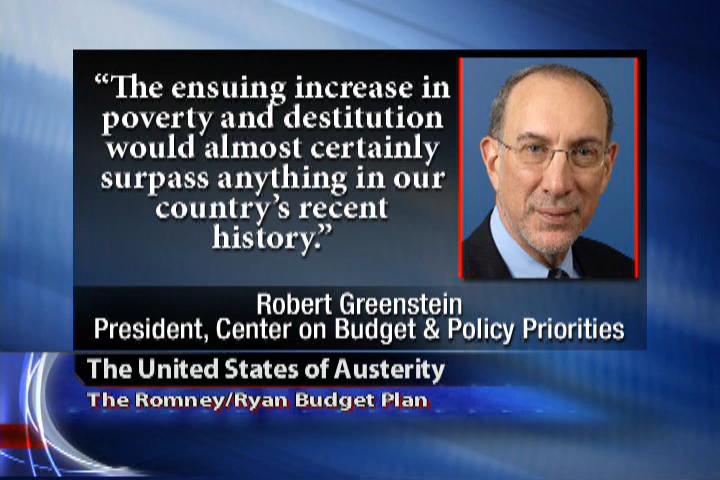 “The ensuing increase in
poverty and destitution
would almost certainly
surpass anything in our
country’s recent
history.”
Robert Greenstein
President, Center on Budget & Policy Priorities
The United States of Austerity
The Romney/Ryan Budget Plan